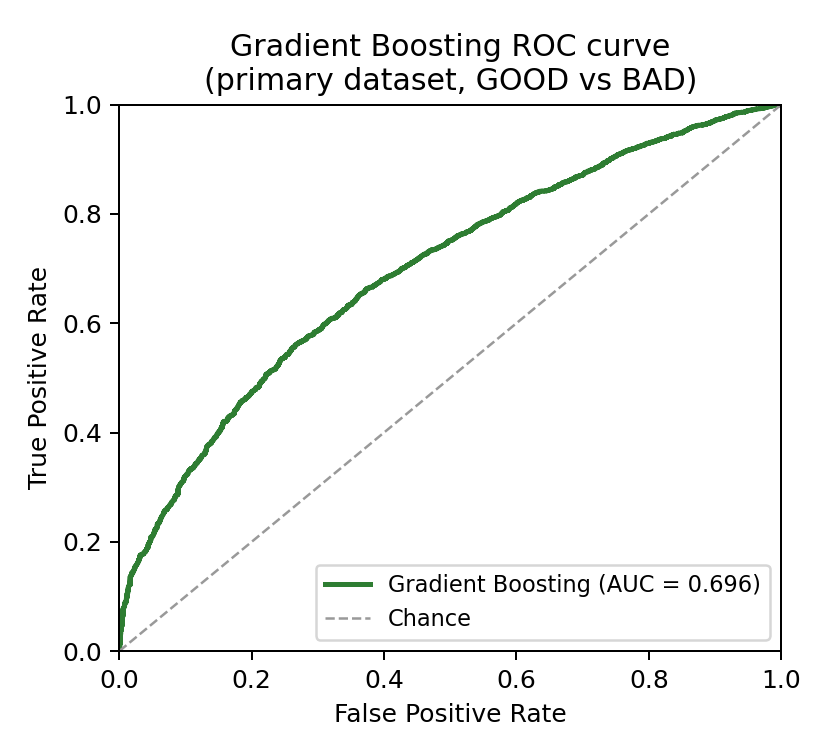 Gradient Boosting ROC curve
(primary dataset, GOOD vs BAD)
1.0
0.8
0.6
0.4
0.2
0.0
True Positive Rate
Gradient Boosting (AUC = 0.696)
Chance
0.0 0.2 0.4 0.6 0.8 1.0
False Positive Rate